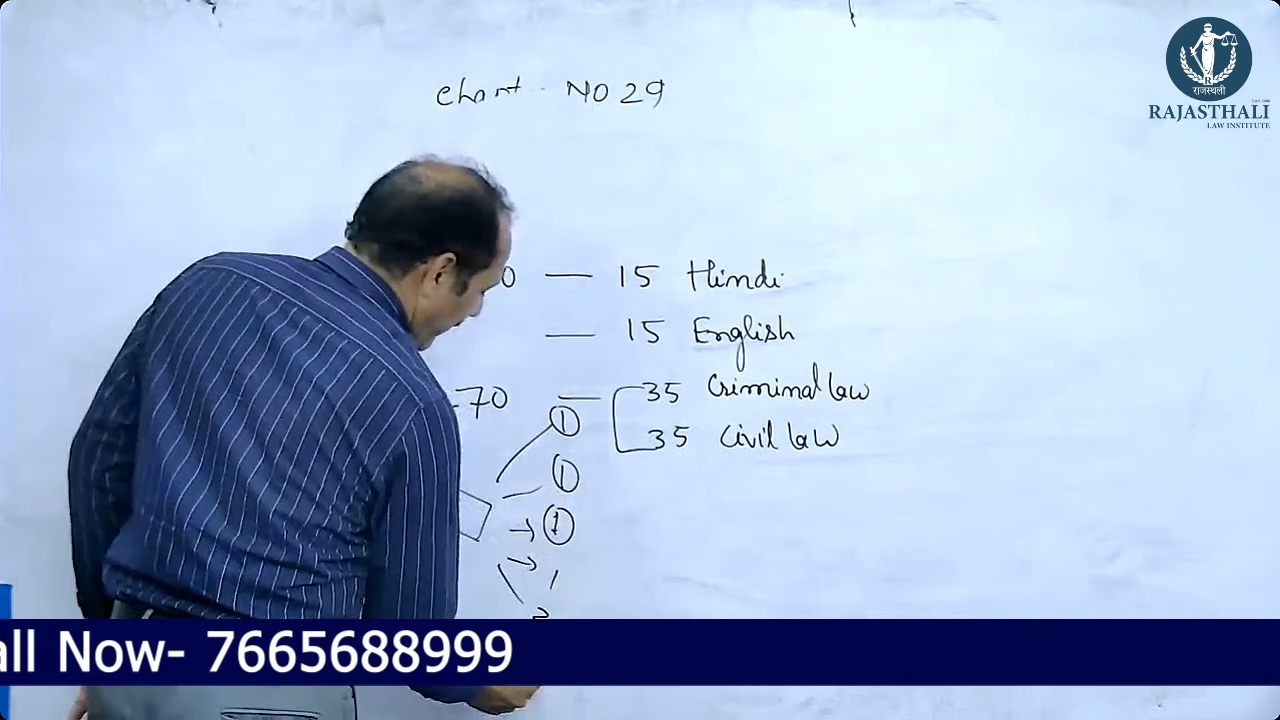 Chart - NO 29
राजस्थली
RAJASTHALI
LAW INSTITUTE
0 — 15 Hindi
— 15 English
-70 — 35 Criminal law
35 Civil law
①
①
①
all Now- 7665688999